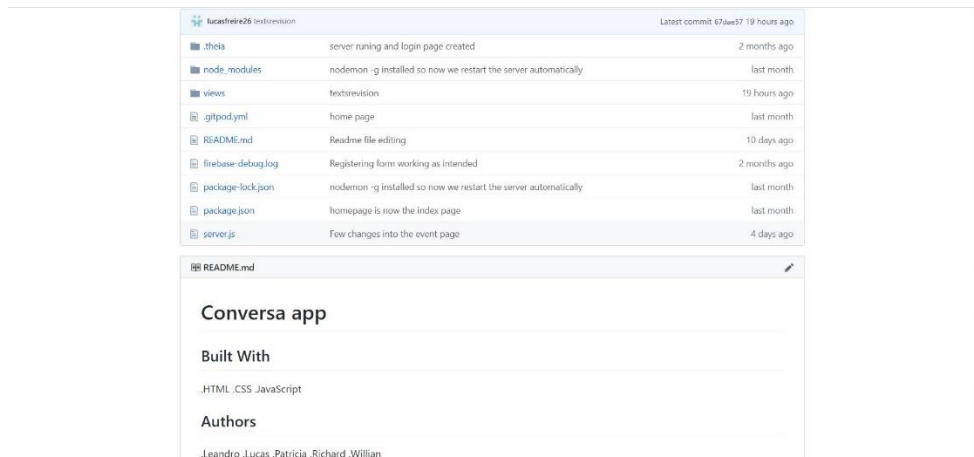 lucasfreire26 textsrevision Latest commit 67dae57 19 hours ago
.theia server runing and login page created 2 months ago
node_modules nodemon -g installed so now we restart the server automatically last month
views textsrevision 19 hours ago
.gitpod.yml home page last month
README.md Readme file editing 10 days ago
firebase-debug.log Registering form working as intended 2 months ago
package-lock.json nodemon -g installed so now we restart the server automatically last month
package.json homepage is now the index page last month
server.js Few changes into the event page 4 days ago
README.md
Conversa app
Built With
.HTML .CSS .JavaScript
Authors
.Leandro .Lucas .Patricia .Richard .Willian